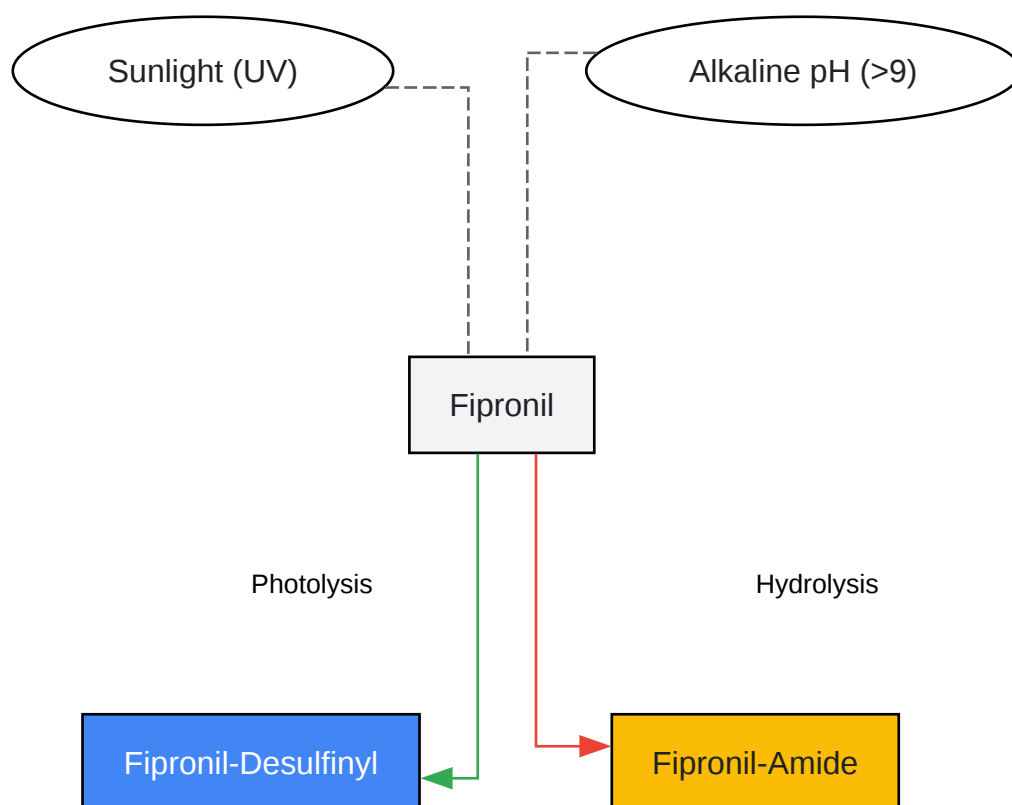 Sunlight (UV)
Alkaline pH (>9)
Fipronil
Photolysis
Hydrolysis
Fipronil-Desulfinyl
Fipronil-Amide